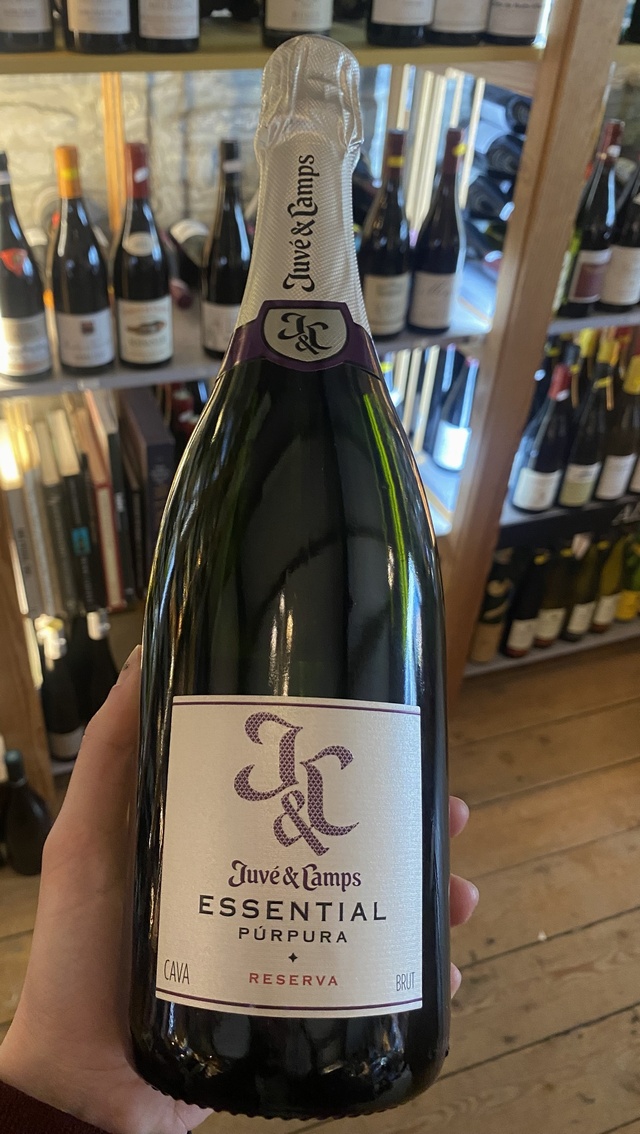 Juvé & Camps
J&C
J&C
Juvé & Camps
ESSENTIAL
PÚRPURA
RESERVA
CAVA
BRUT